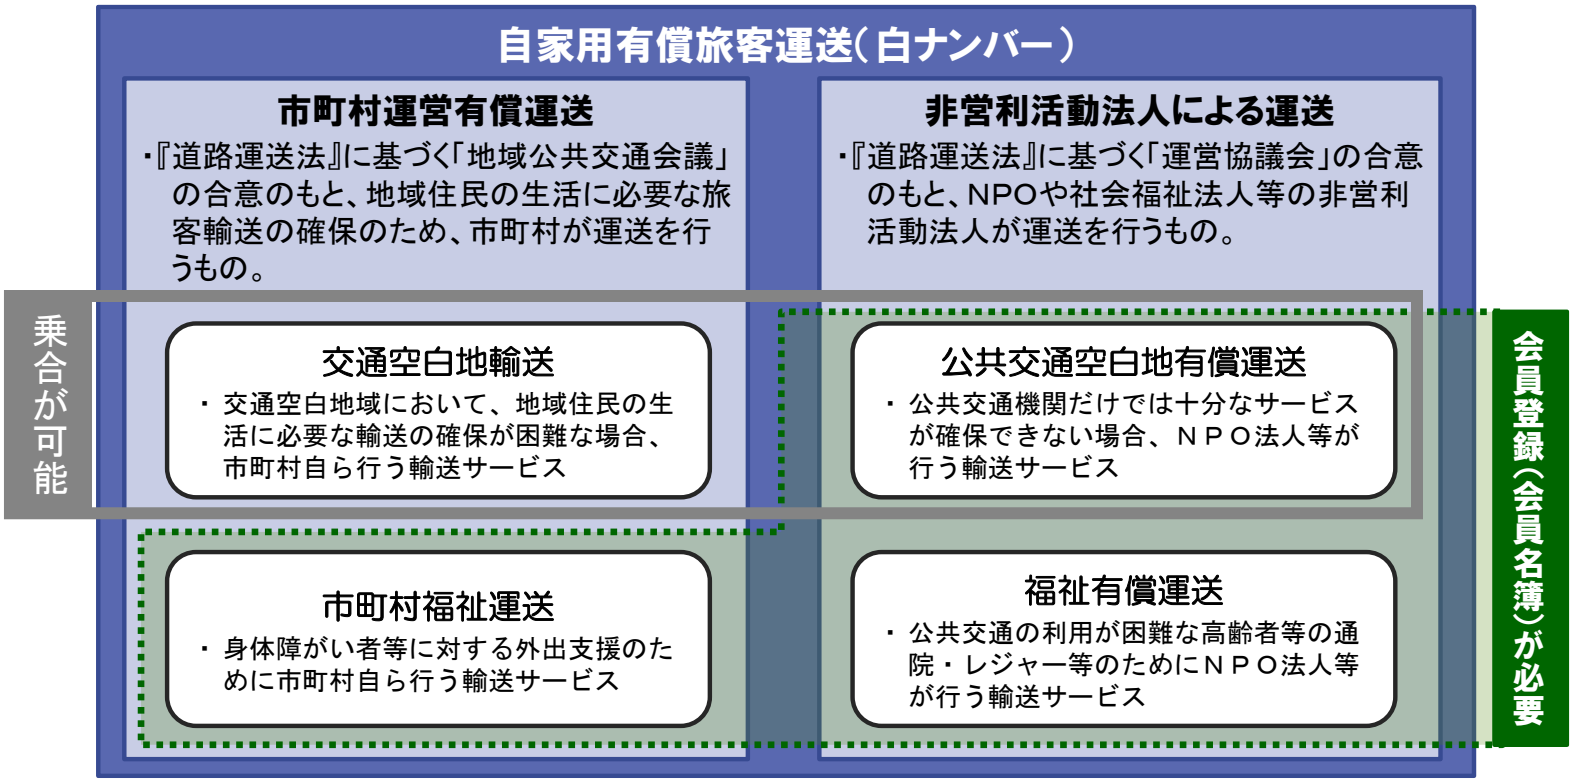 自家用有償旅客運送(白ナンバー)
市町村運営有償運送
・『道路運送法』に基づく「地域公共交通会議」
の合意のもと、地域住民の生活に必要な旅
客輸送の確保のため、市町村が運送を行
うもの。
非営利活動法人による運送
・『道路運送法』に基づく「運営協議会」の合意
のもと、NPOや社会福祉法人等の非営利
活動法人が運送を行うもの。
乗合が可能
交通空白地輸送
・ 交通空白地域において、地域住民の生
活に必要な輸送の確保が困難な場合、
市町村自ら行う輸送サービス
公共交通空白地有償運送
・ 公共交通機関だけでは十分なサービス
が確保できない場合、NPO法人等が
行う輸送サービス
市町村福祉運送
・ 身体障がい者等に対する外出支援のた
めに市町村自ら行う輸送サービス
福祉有償運送
・ 公共交通の利用が困難な高齢者等の通
院・レジャー等のためにNPO法人等
が行う輸送サービス
会員登録(会員名簿)が必要